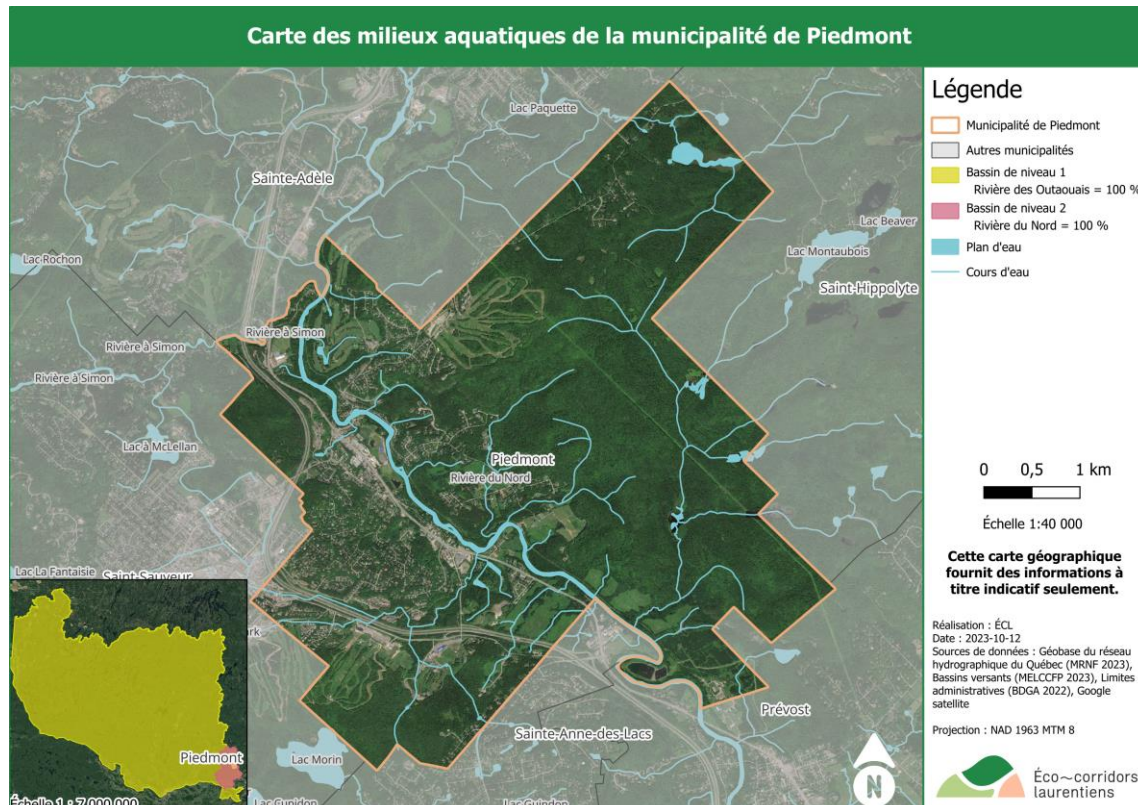 Carte des milieux aquatiques de la municipalité de Piedmont
Lac Paquette
Sainte-Adèle
Lac Beaver
Lac Rochon
Lac Montaubois
Saint-Hippolyte
Rivière à Simon
Rivière à Simon
Rivière à Simon
Lac à McLellan
Piedmont
Rivière du Nord
Lac La Fantaisie
Saint-Sauveur
ark
Prévost
Sainte-Anne-des-Lacs
Lac Morin
Lac Cupidon
Lac Guindon
Piedmont
Échelle 1 : 7 000 000
N
Légende
Municipalité de Piedmont
Autres municipalités
Bassin de niveau 1
Rivière des Outaouais = 100 %
Bassin de niveau 2
Rivière du Nord = 100 %
Plan d'eau
Cours d'eau
0 0,5 1 km
Échelle 1:40 000
Cette carte géographique
fournit des informations à
titre indicatif seulement.
Réalisation : ÉCL
Date : 2023-10-12
Sources de données : Géobase du réseau
hydrographique du Québec (MRNF 2023),
Bassins versants (MELCCFP 2023), Limites
administratives (BDGA 2022), Google
satellite
Projection : NAD 1963 MTM 8
Éco~corridors
laurentiens